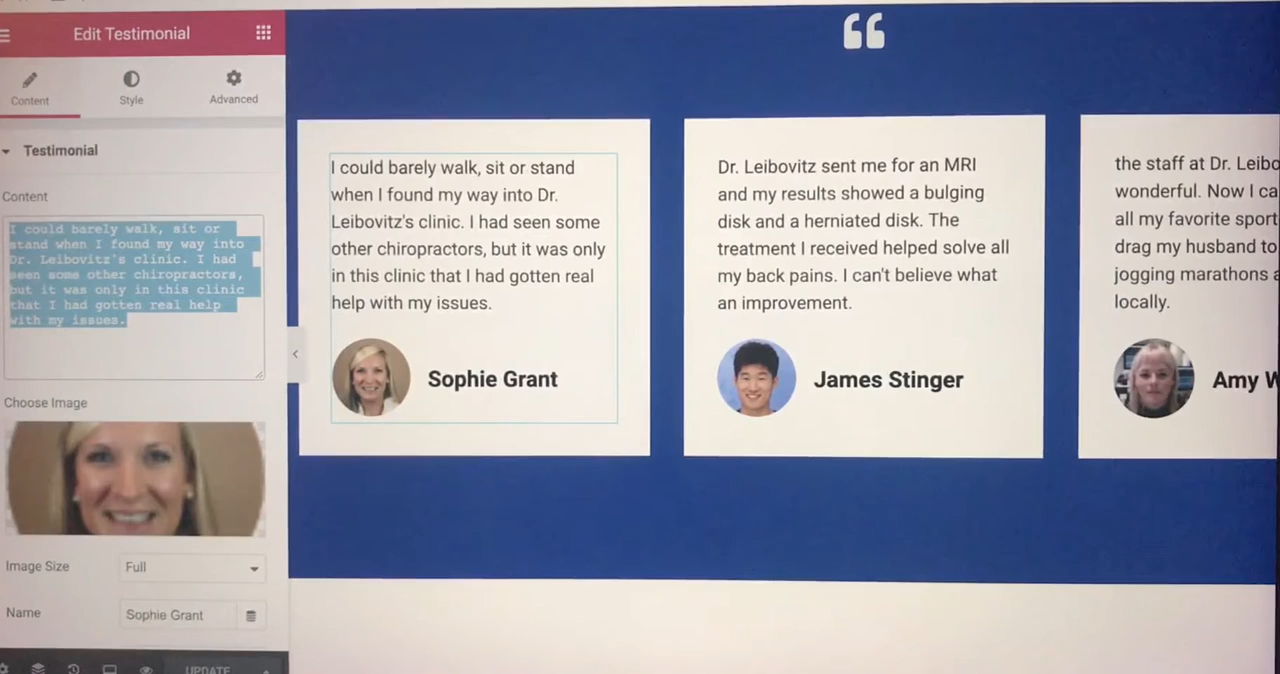 Edit Testimonial
Content
Style
Advanced
Testimonial
Content
I could barely walk, sit or
stand when I found my way into
Dr. Leibovitz's clinic. I had
seen some other chiropractors,
but it was only in this clinic
that I had gotten real help
with my issues.
Choose Image
Image Size
Full
Name
Sophie Grant
UPDATE
“
I could barely walk, sit or stand
when I found my way into Dr.
Leibovitz's clinic. I had seen some
other chiropractors, but it was only
in this clinic that I had gotten real
help with my issues.
Sophie Grant
Dr. Leibovitz sent me for an MRI
and my results showed a bulging
disk and a herniated disk. The
treatment I received helped solve all
my back pains. I can't believe what
an improvement.
James Stinger
the staff at Dr. Leibo
wonderful. Now I ca
all my favorite sport
drag my husband to
jogging marathons a
locally.
Amy W